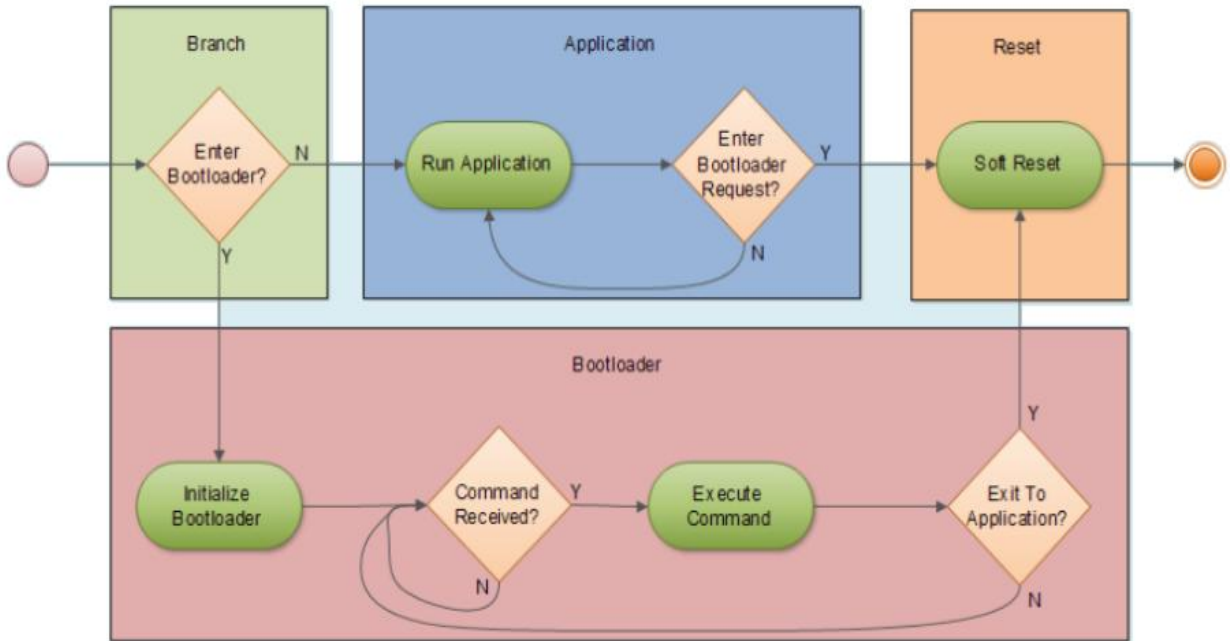 Branch
Application
Reset
Enter
Bootloader?
N
Run Application
Enter
Bootloader
Request?
Y
Soft Reset
Y
N
Bootloader
Initialize
Bootloader
Command
Received?
Y
Execute
Command
Exit To
Application?
Y
N
N